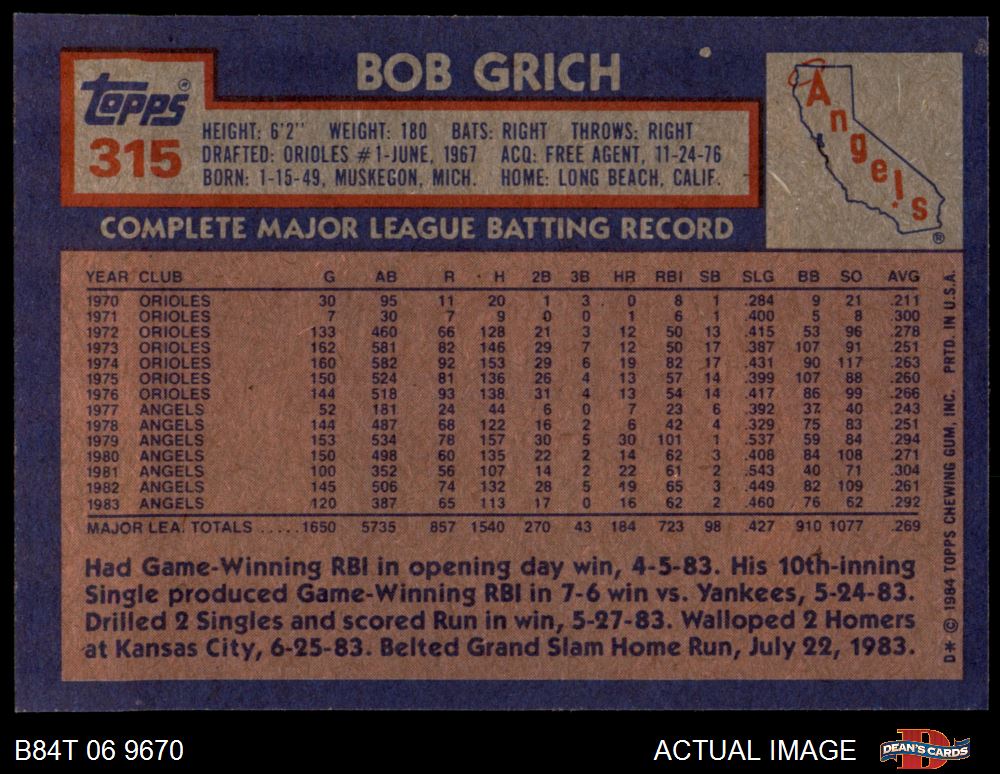 BOB GRICH
topps®
315
HEIGHT: 6'2" WEIGHT: 180 BATS: RIGHT THROWS: RIGHT
DRAFTED: ORIOLES #1-JUNE, 1967 ACQ: FREE AGENT, 11-24-76
BORN: 1-15-49, MUSKEGON, MICH. HOME: LONG BEACH, CALIF.
Angels
®
COMPLETE MAJOR LEAGUE BATTING RECORD
YEAR CLUB G AB R H 2B 3B HR RBI SB SLG BB SO AVG
1970 ORIOLES 30 95 11 20 1 3 0 8 1 .284 9 21 .211
1971 ORIOLES 7 30 7 9 0 0 1 6 1 .400 5 8 .300
1972 ORIOLES 133 460 66 128 21 3 12 50 13 .415 53 96 .278
1973 ORIOLES 162 581 82 146 29 7 12 50 17 .387 107 91 .251
1974 ORIOLES 160 582 92 153 29 6 19 82 17 .431 90 117 .263
1975 ORIOLES 150 524 81 136 26 4 13 57 14 .399 107 88 .260
1976 ORIOLES 144 518 93 138 31 4 13 54 14 .417 86 99 .266
1977 ANGELS 52 181 24 44 6 0 7 23 6 .392 37 40 .243
1978 ANGELS 144 487 68 122 16 2 6 42 4 .329 75 83 .251
1979 ANGELS 153 534 78 157 30 5 30 101 1 .537 59 84 .294
1980 ANGELS 150 498 60 135 22 2 14 62 3 .408 84 108 .271
1981 ANGELS 100 352 56 107 14 2 22 61 2 .543 40 71 .304
1982 ANGELS 145 506 74 132 28 5 19 65 3 .449 82 109 .261
1983 ANGELS 120 387 65 113 17 0 16 62 2 .460 76 62 .292
MAJOR LEA. TOTALS .....1650 5735 857 1540 270 43 184 723 98 .427 910 1077 .269
Had Game-Winning RBI in opening day win, 4-5-83. His 10th-inning
Single produced Game-Winning RBI in 7-6 win vs. Yankees, 5-24-83.
Drilled 2 Singles and scored Run in win, 5-27-83. Walloped 2 Homers
at Kansas City, 6-25-83. Belted Grand Slam Home Run, July 22, 1983.
D* © 1984 TOPPS CHEWING GUM, INC. PRTD. IN U.S.A.
B84T 06 9670
ACTUAL IMAGE
DEAN'S CARDS